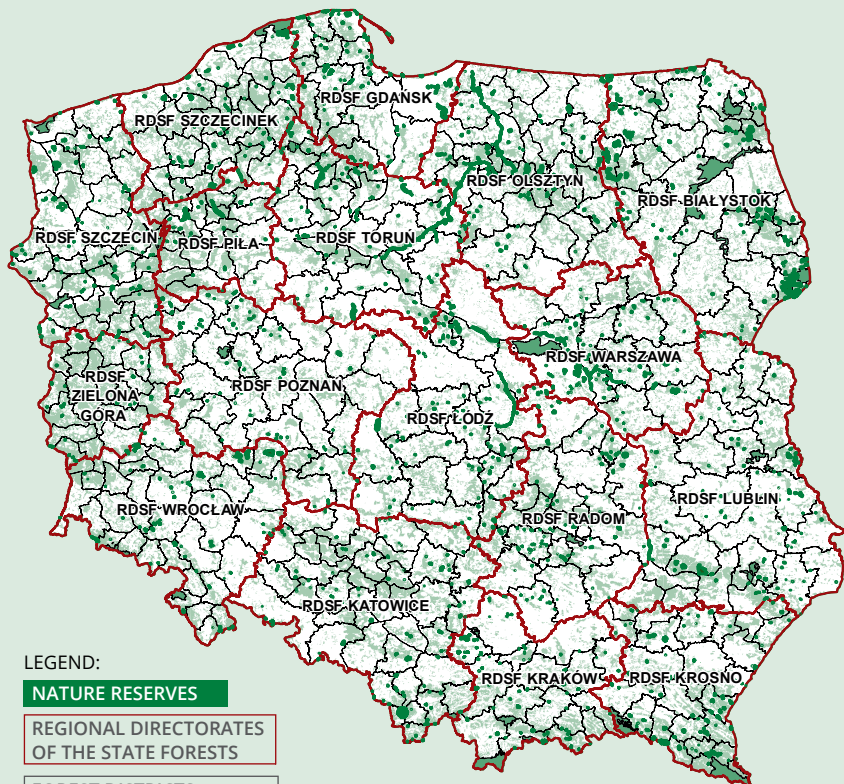 RDSF GDAŃSK
RDSF SZCZECINEK
RDSF OLSZTYN
RDSF BIAŁYSTOK
RDSF SZCZECIN
RDSF PIŁA
RDSF TORUŃ
RDSF WARSZAWA
RDSF
ZIELONA
GÓRA
RDSF POZNAŃ
RDSF ŁÓDŹ
RDSF WROCŁAW
RDSF LUBLIN
RDSF RADOM
RDSF KATOWICE
RDSF KRAKÓW
RDSF KROSNO
LEGEND:
NATURE RESERVES
REGIONAL DIRECTORATES
OF THE STATE FORESTS